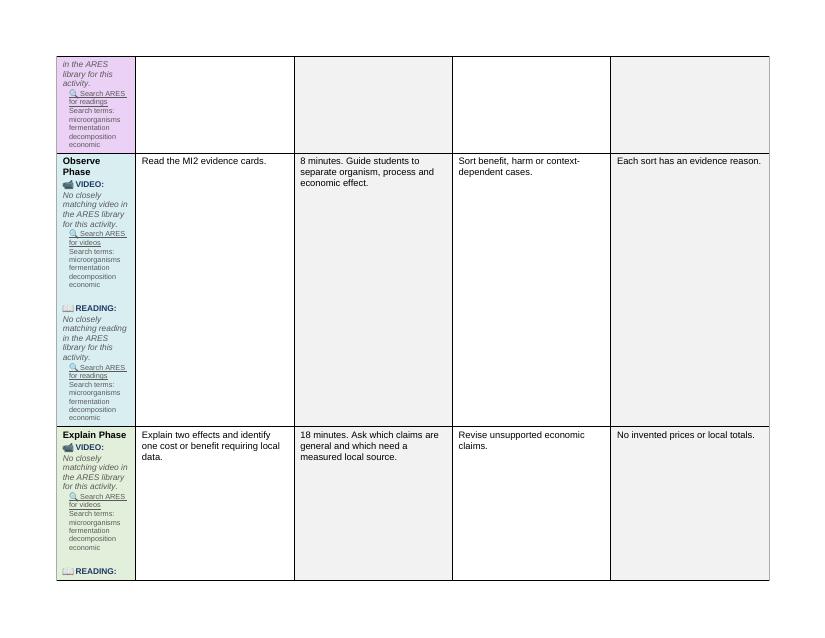 in the ARES
library for this
activity.
🔍 Search ARES
for readings
Search terms:
microorganisms
fermentation
decomposition
economic
Observe
Phase
📹 VIDEO:
No closely
matching video in
the ARES library
for this activity.
🔍 Search ARES
for videos
Search terms:
microorganisms
fermentation
decomposition
economic
📖 READING:
No closely
matching reading
in the ARES
library for this
activity.
🔍 Search ARES
for readings
Search terms:
microorganisms
fermentation
decomposition
economic
Read the MI2 evidence cards.
8 minutes. Guide students to
separate organism, process and
economic effect.
Sort benefit, harm or context-
dependent cases.
Each sort has an evidence reason.
Explain Phase
📹 VIDEO:
No closely
matching video in
the ARES library
for this activity.
🔍 Search ARES
for videos
Search terms:
microorganisms
fermentation
decomposition
economic
📖 READING:
Explain two effects and identify
one cost or benefit requiring local
data.
18 minutes. Ask which claims are
general and which need a
measured local source.
Revise unsupported economic
claims.
No invented prices or local totals.